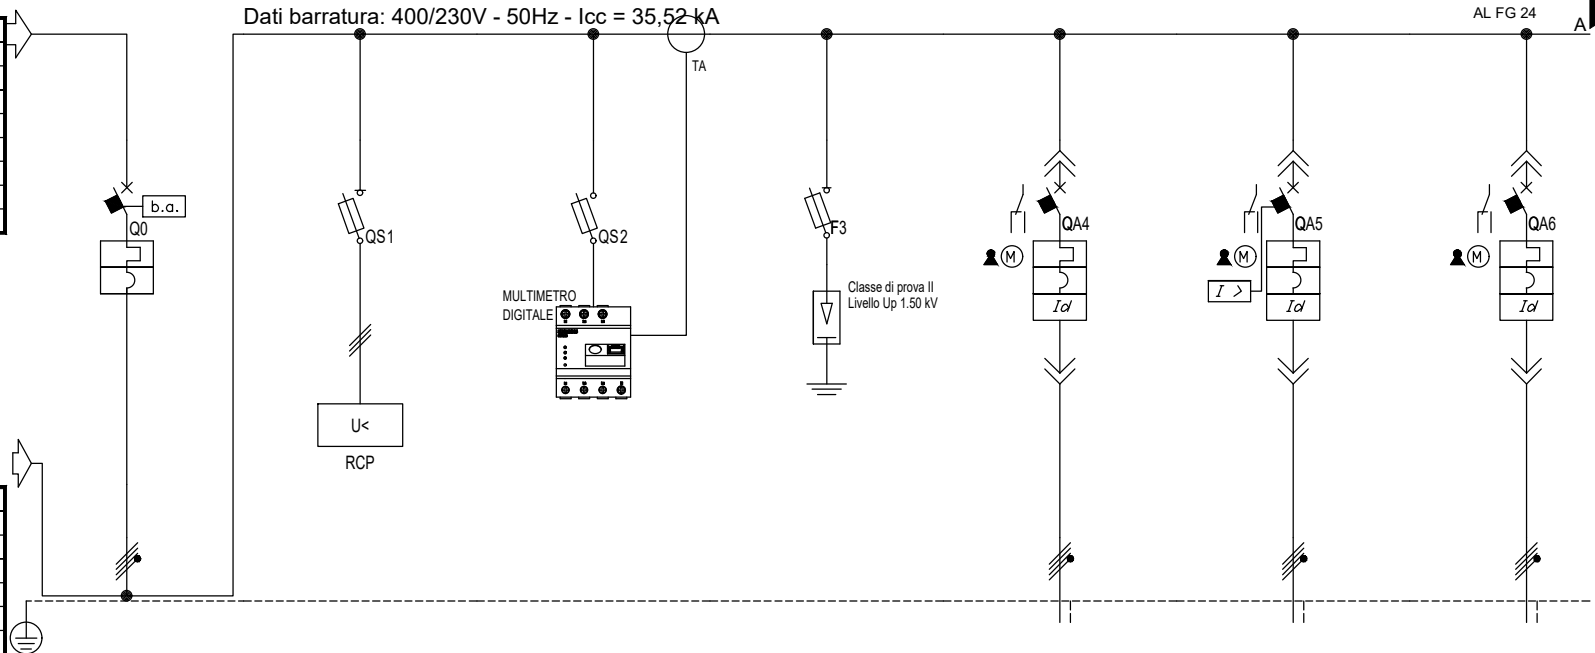 Dati barratura: 400/230V - 50Hz - Icc = 35,52 kA
AL FG 24
A
TA
b.a.
Q0
QS1
QS2
F3
QA4
QA5
QA6
M
M
M
MULTIMETRO
DIGITALE
Classe di prova II
Livello Up 1.50 kV
I >
Id
Id
Id
U<
RCP